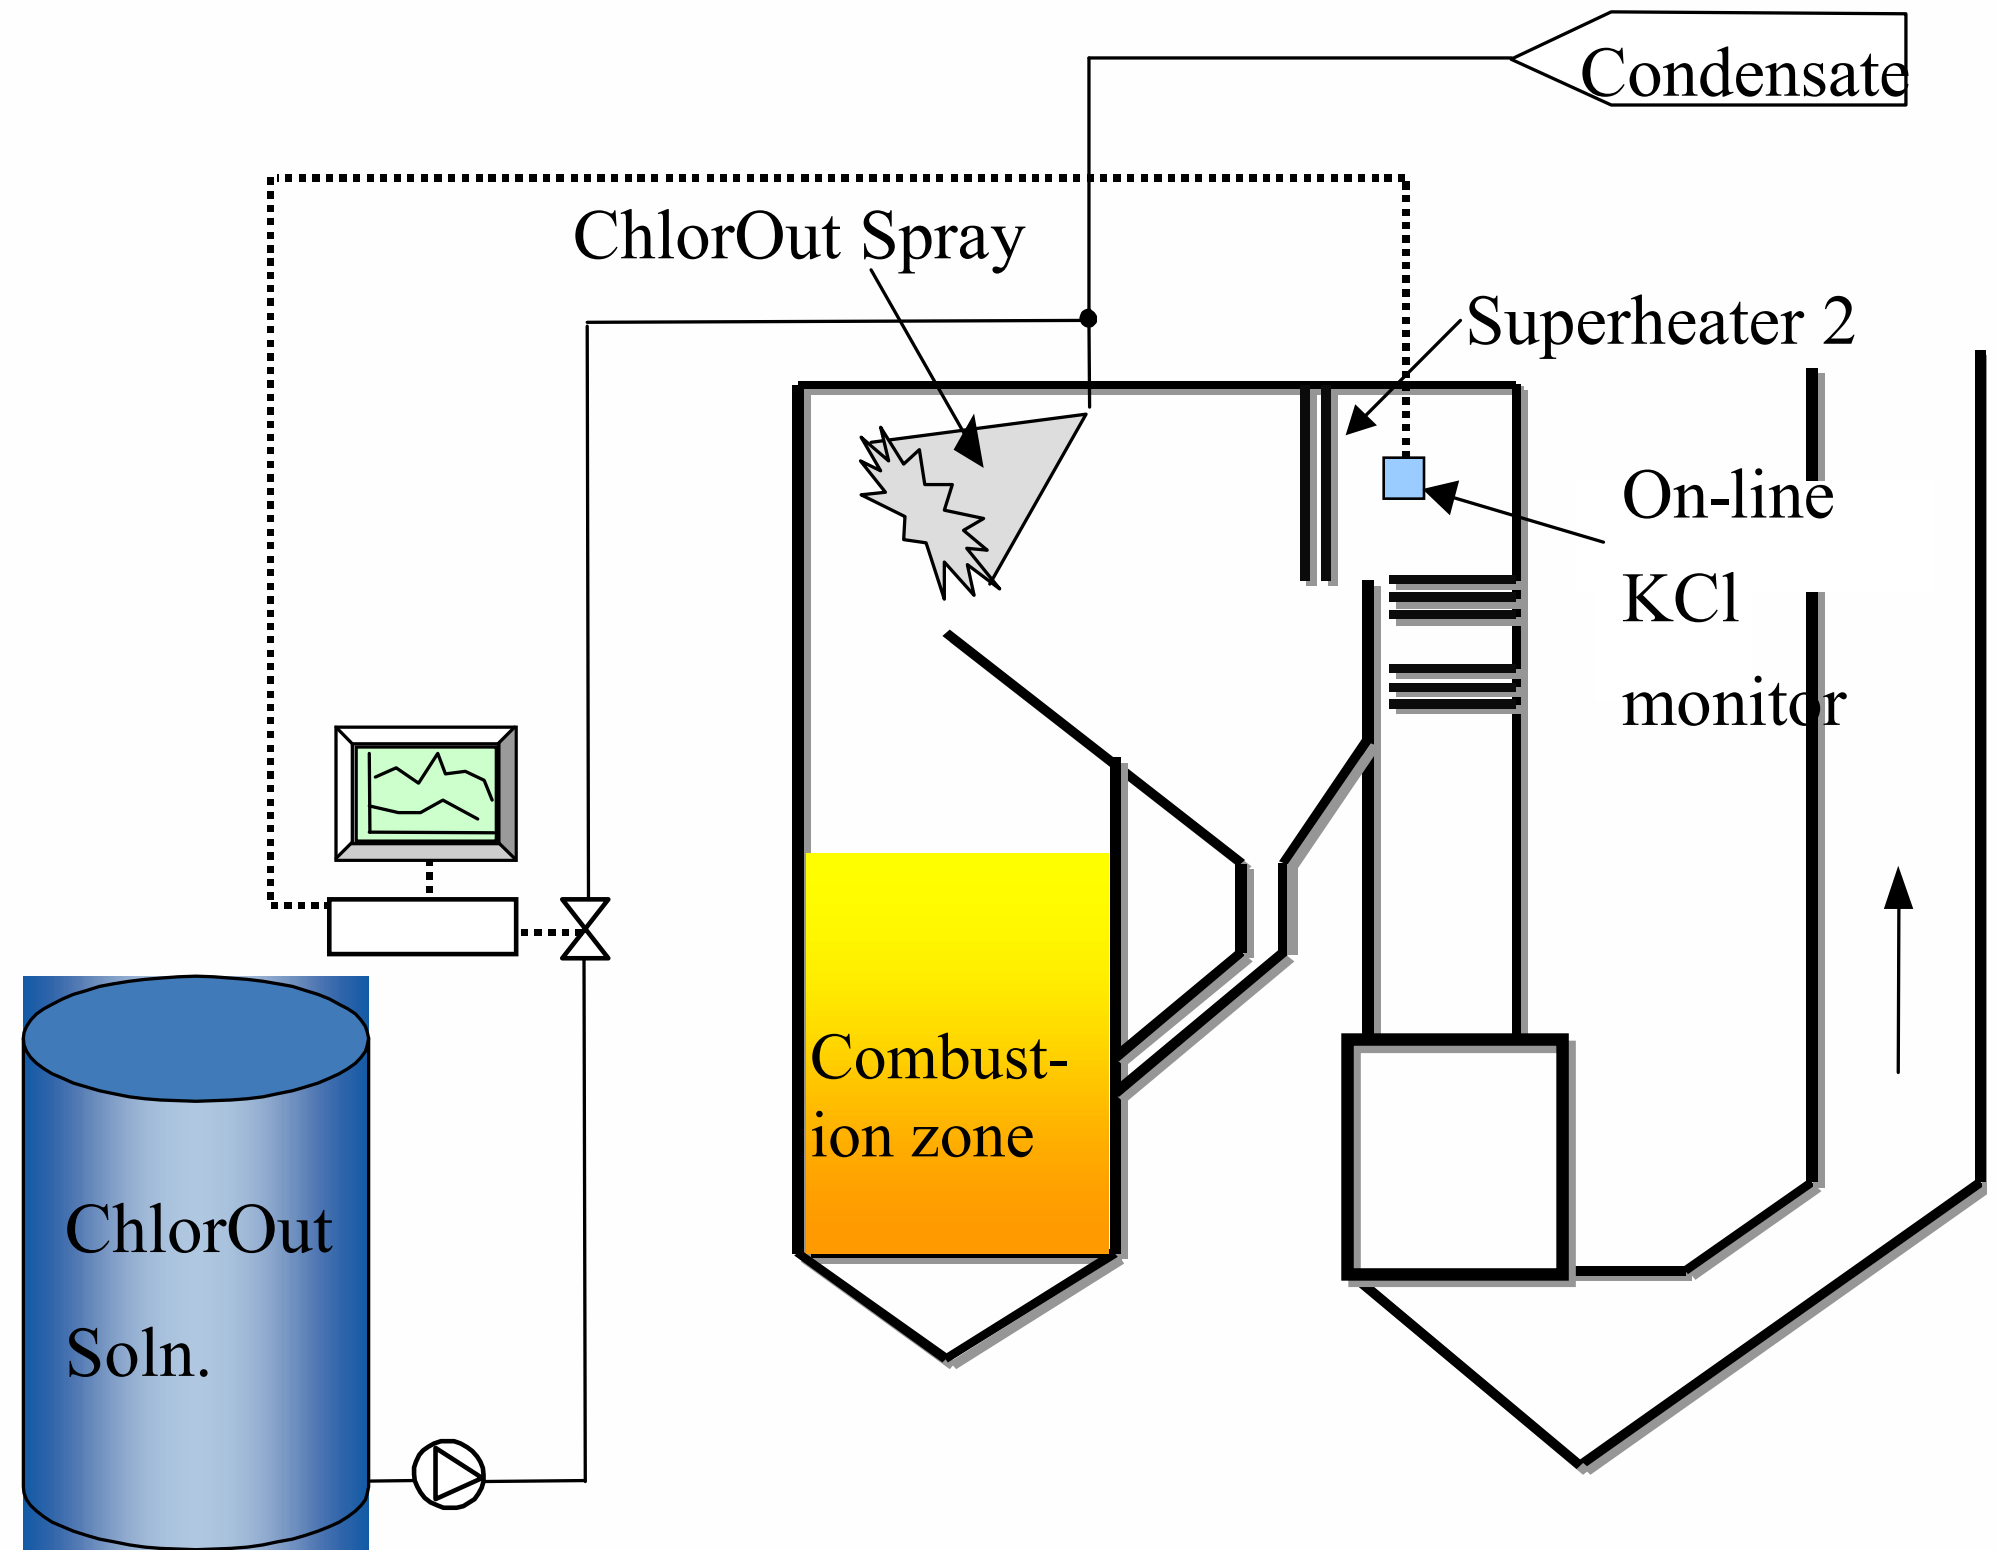 Condensate
ChlorOut Spray
Superheater 2
On-line
KCl
monitor
Combust-
ion zone
ChlorOut
Soln.